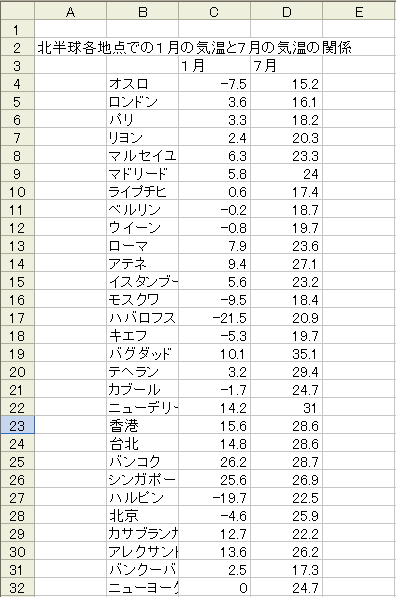 A B C D E
1
2 北半球各地点での1月の気温と7月の気温の関係
3 1月 7月
4 オスロ -7.5 15.2
5 ロンドン 3.6 16.1
6 パリ 3.3 18.2
7 リヨン 2.4 20.3
8 マルセイユ 6.3 23.3
9 マドリード 5.8 24
10 ライプチヒ 0.6 17.4
11 ベルリン -0.2 18.7
12 ウイーン -0.8 19.7
13 ローマ 7.9 23.6
14 アテネ 9.4 27.1
15 イスタンブー 5.6 23.2
16 モスクワ -9.5 18.4
17 ハバロフス -21.5 20.9
18 キエフ -5.3 19.7
19 バグダッド 10.1 35.1
20 テヘラン 3.2 29.4
21 カブール -1.7 24.7
22 ニューデリー 14.2 31
23 香港 15.6 28.6
24 台北 14.8 28.6
25 バンコク 26.2 28.7
26 シンガポー 25.6 26.9
27 ハルビン -19.7 22.5
28 北京 -4.6 25.9
29 カサブランカ 12.7 22.2
30 アレクサント 13.6 26.2
31 バンクーバ 2.5 17.3
32 ニューヨーク 0 24.7